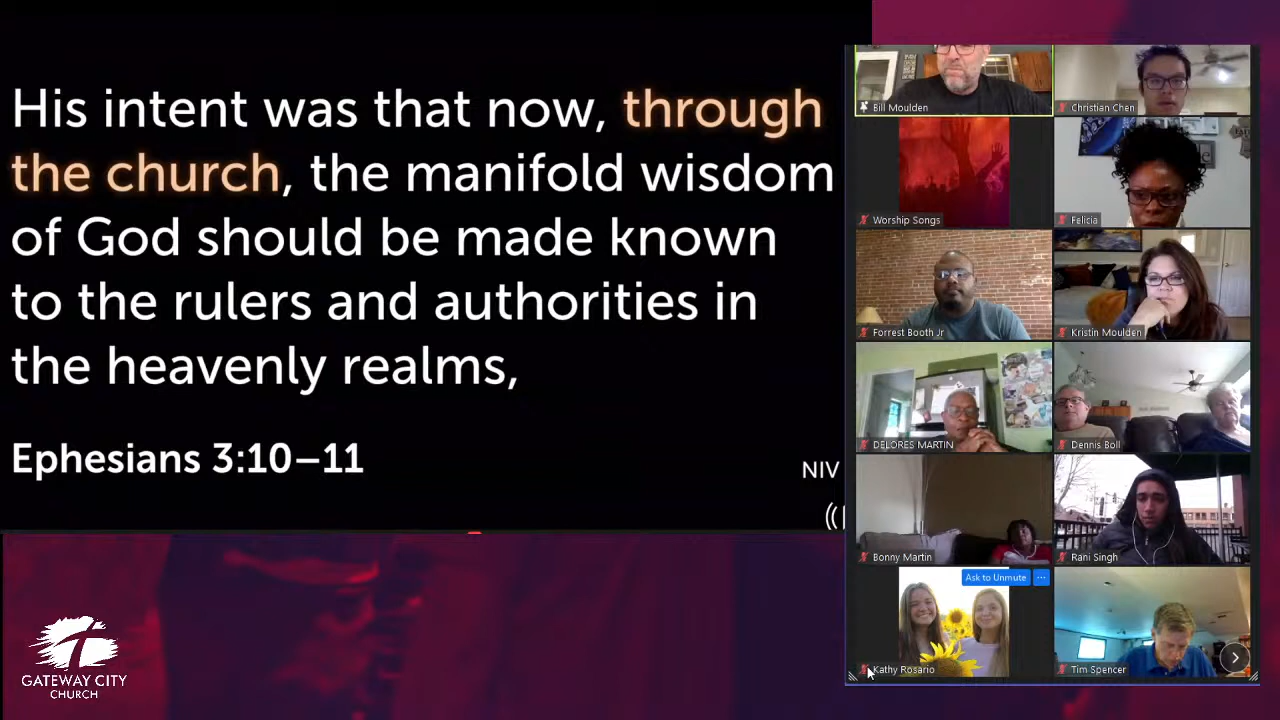 His intent was that now, through
the church, the manifold wisdom
of God should be made known
to the rulers and authorities in
the heavenly realms,
Ephesians 3:10–11
NIV
GATEWAY CITY
CHURCH
Bill Moulden
Christian Chen
Worship Songs
Felicia
Forrest Booth Jr
Kristin Moulden
DELORES MARTIN
Dennis Boll
Bonny Martin
Rani Singh
Ask to Unmute
Kathy Rosario
Tim Spencer